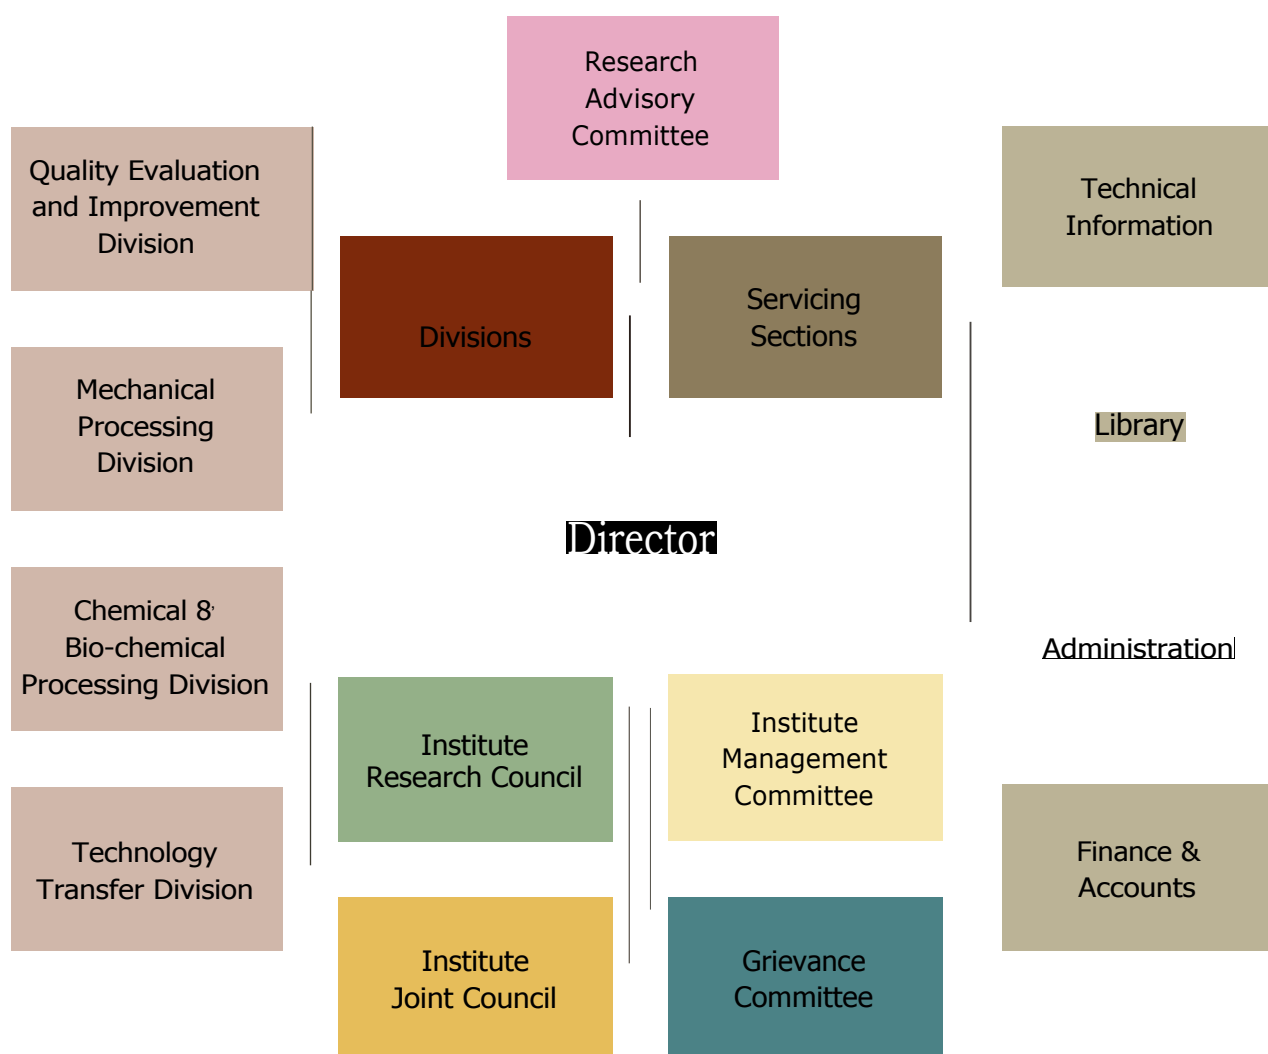 Research
Advisory
Committee
Quality Evaluation
and Improvement
Division
Technical
Information
Divisions
Servicing
Sections
Mechanical
Processing
Division
Library
Director
Chemical 8,
Bio-chemical
Processing Division
Administration
Institute
Research Council
Institute
Management
Committee
Technology
Transfer Division
Finance &
Accounts
Institute
Joint Council
Grievance
Committee